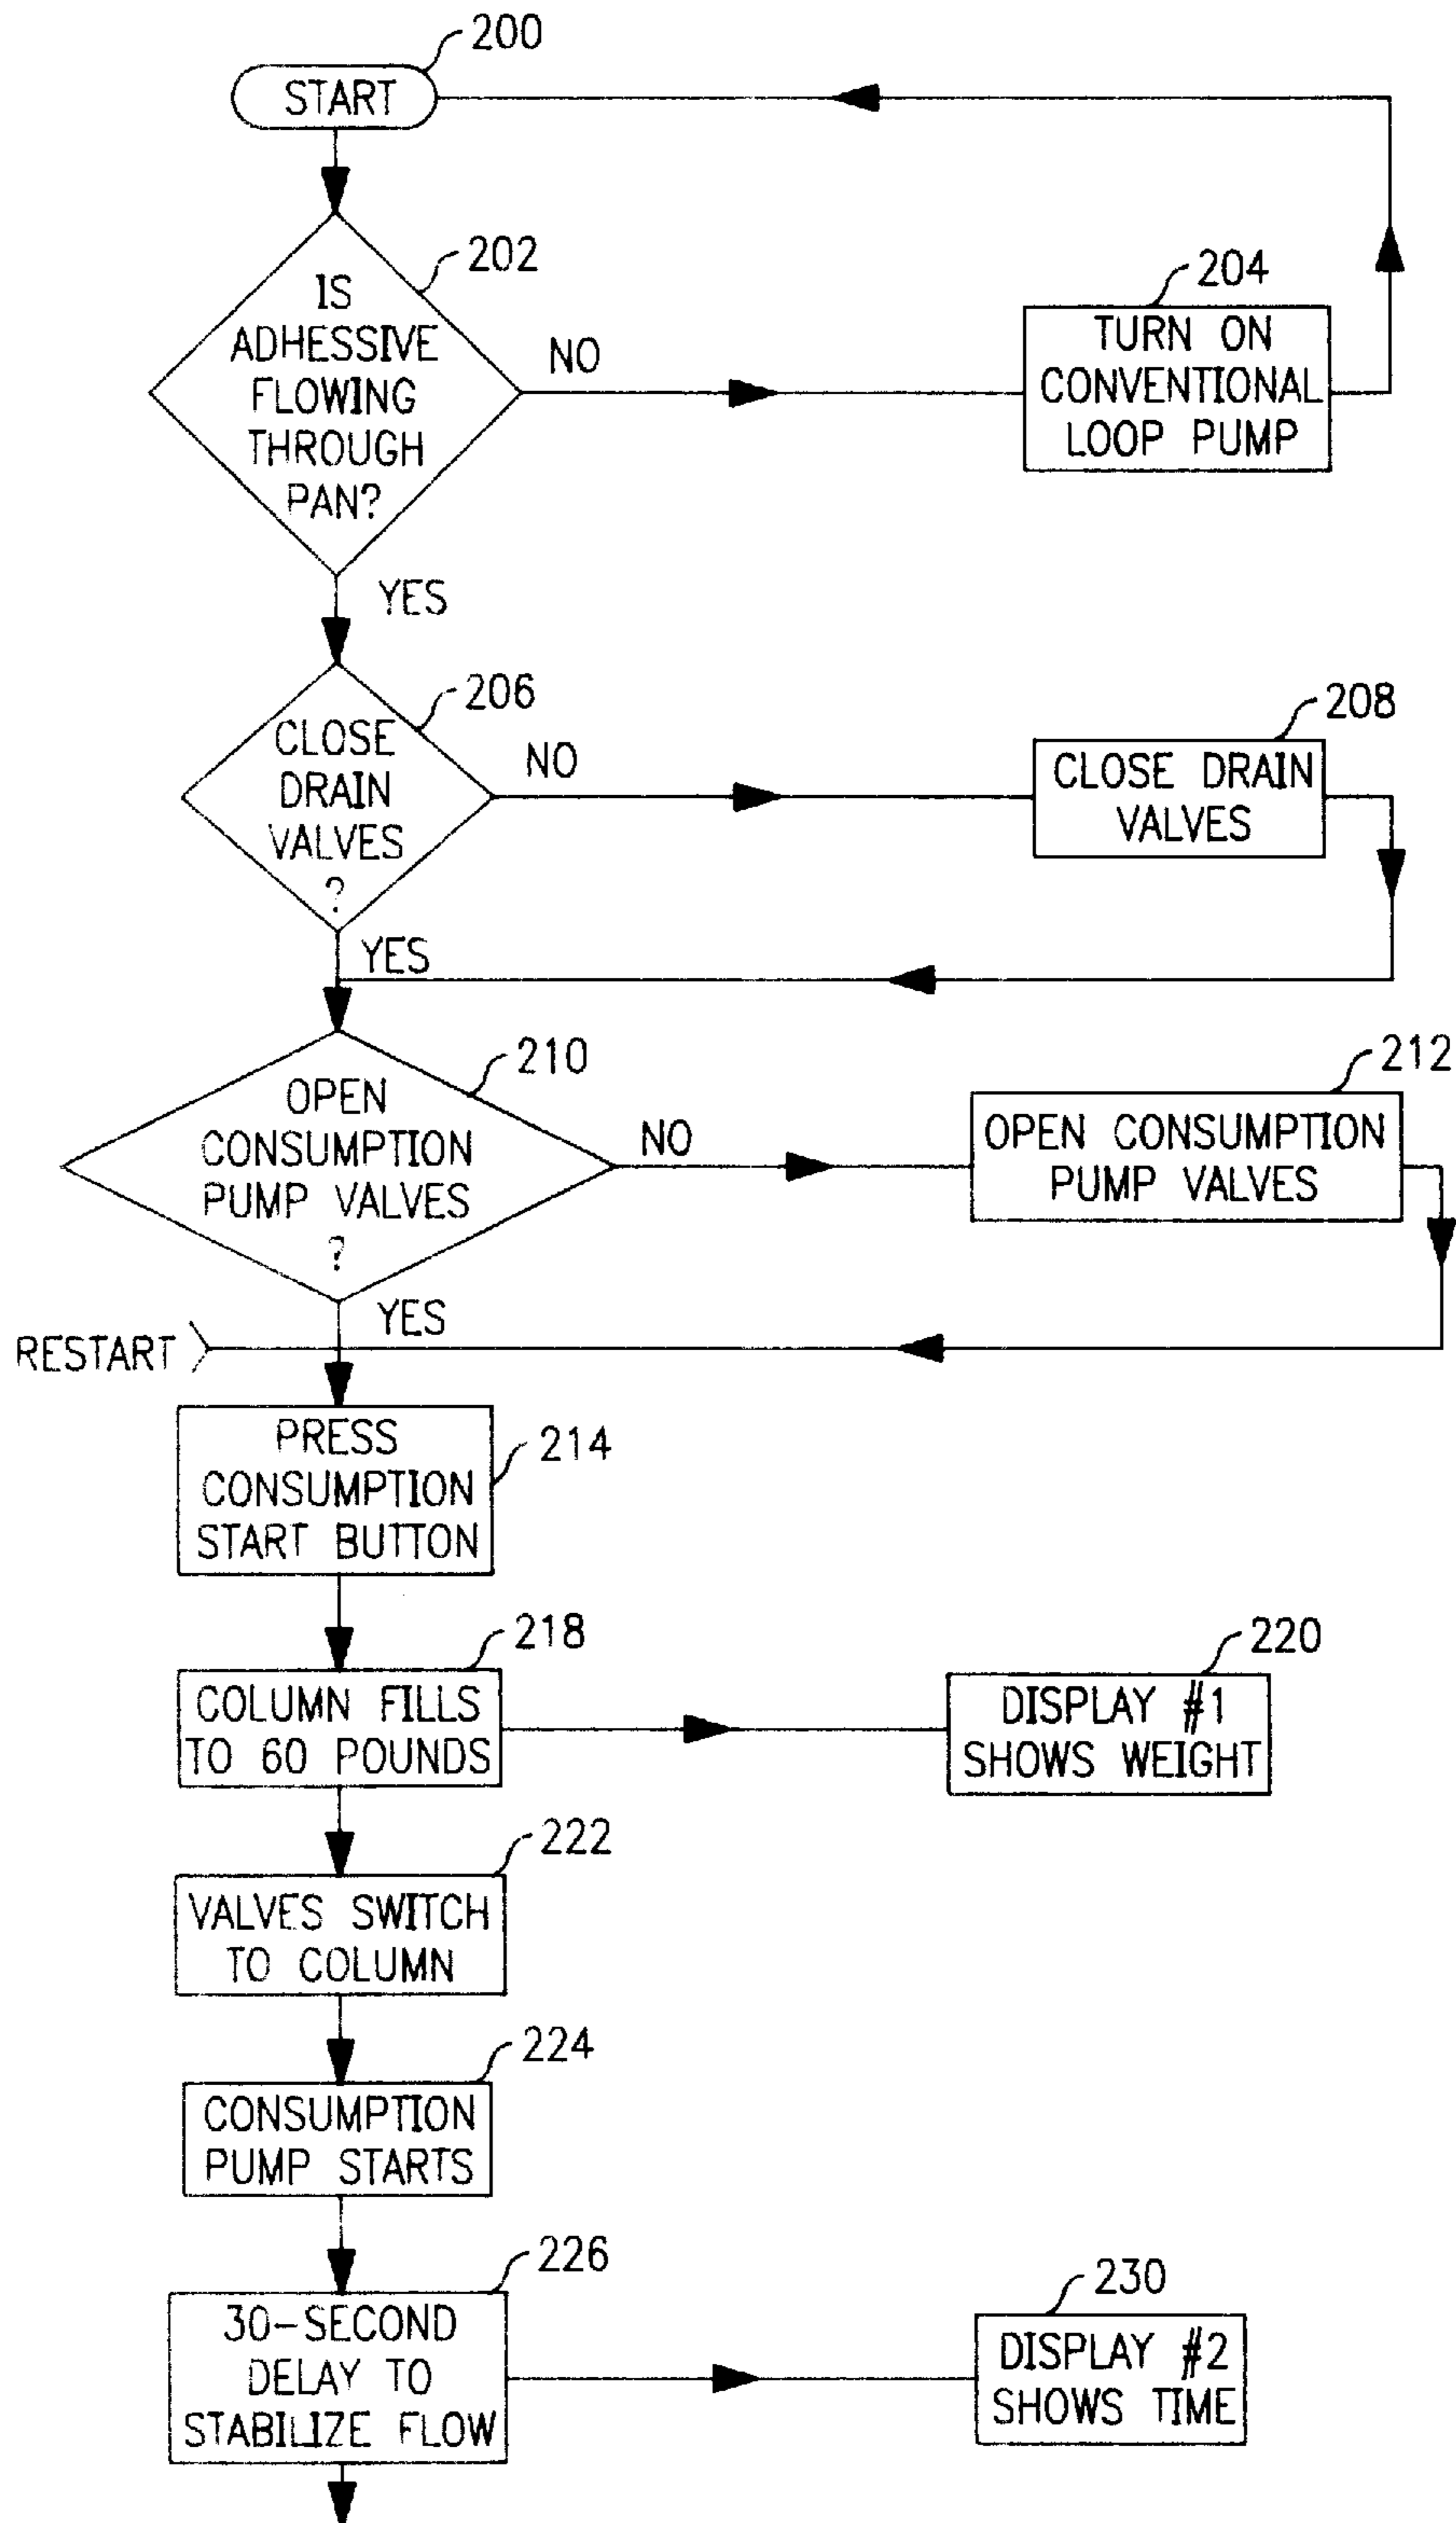 200
START
202
IS
ADHESSIVE
FLOWING
THROUGH
PAN?
NO
204
TURN ON
CONVENTIONAL
LOOP PUMP
YES
206
CLOSE
DRAIN
VALVES
?
NO
208
CLOSE DRAIN
VALVES
YES
210
OPEN
CONSUMPTION
PUMP VALVES
?
NO
212
OPEN CONSUMPTION
PUMP VALVES
YES
RESTART
PRESS
CONSUMPTION
START BUTTON
214
218
COLUMN FILLS
TO 60 POUNDS
220
DISPLAY #1
SHOWS WEIGHT
222
VALVES SWITCH
TO COLUMN
224
CONSUMPTION
PUMP STARTS
226
30-SECOND
DELAY TO
STABILIZE FLOW
230
DISPLAY #2
SHOWS TIME